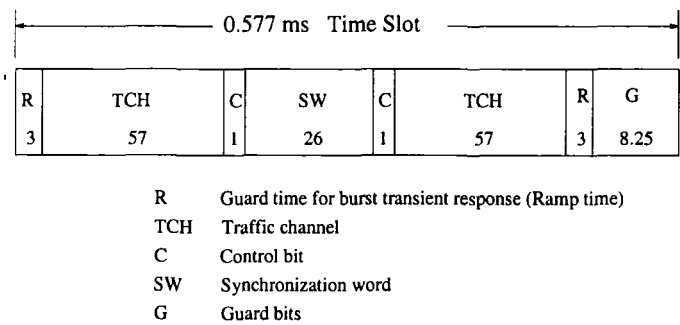 0.577 ms Time Slot
R TCH C SW C TCH R G
3 57 1 26 1 57 3 8.25
R Guard time for burst transient response (Ramp time)
TCH Traffic channel
C Control bit
SW Synchronization word
G Guard bits